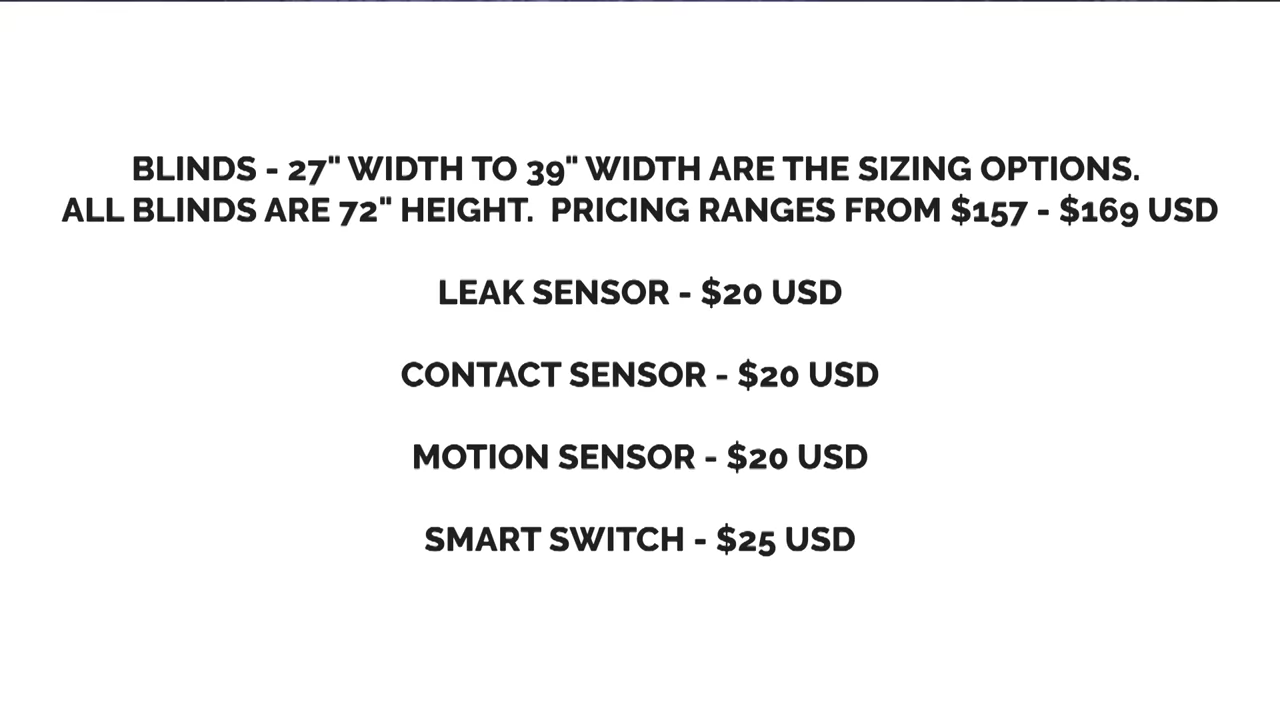 BLINDS - 27" WIDTH TO 39" WIDTH ARE THE SIZING OPTIONS.
ALL BLINDS ARE 72" HEIGHT. PRICING RANGES FROM $157 - $169 USD
LEAK SENSOR - $20 USD
CONTACT SENSOR - $20 USD
MOTION SENSOR - $20 USD
SMART SWITCH - $25 USD